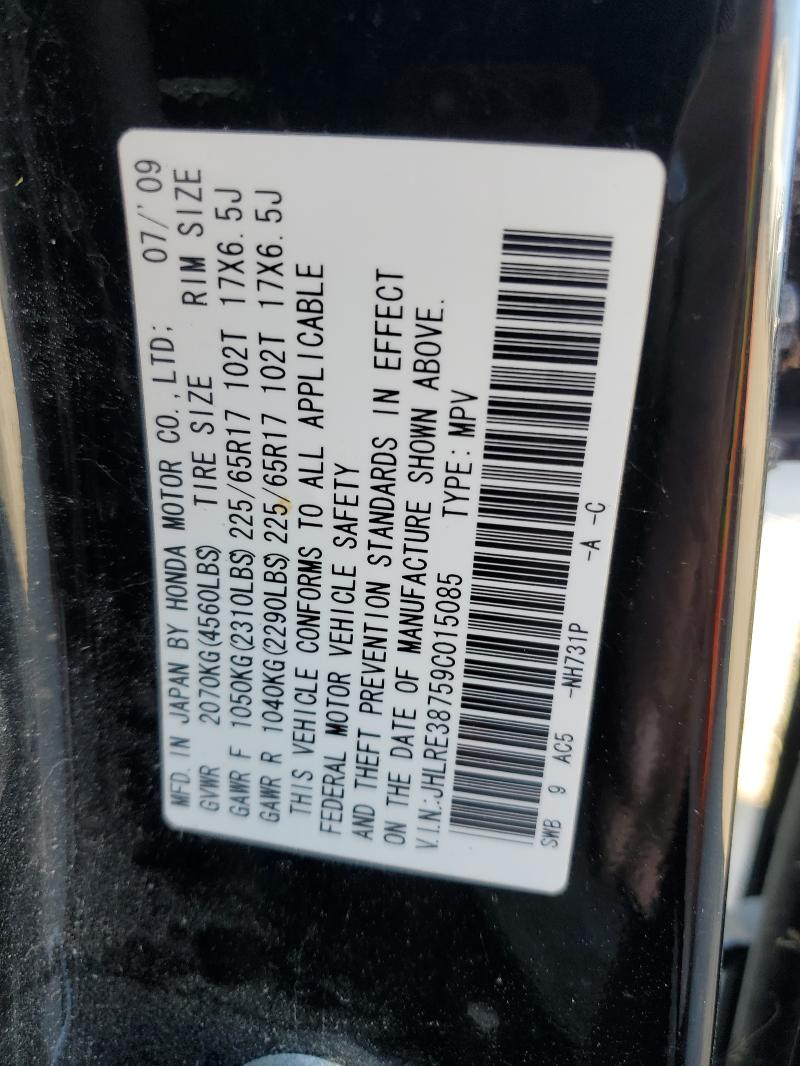 MFD. IN JAPAN BY HONDA MOTOR CO., LTD; 07/'09
GVWR 2070KG(4560LBS) TIRE SIZE RIM SIZE
GAWR F 1050KG(2310LBS) 225/65R17 102T 17X6.5J
GAWR R 1040KG(2290LBS) 225/65R17 102T 17X6.5J
THIS VEHICLE CONFORMS TO ALL APPLICABLE
FEDERAL MOTOR VEHICLE SAFETY
AND THEFT PREVENTION STANDARDS IN EFFECT
ON THE DATE OF MANUFACTURE SHOWN ABOVE.
V.I.N.:JHLRE38759C015085 TYPE:MPV
SWB 9 AC5 -NH731P -A -C